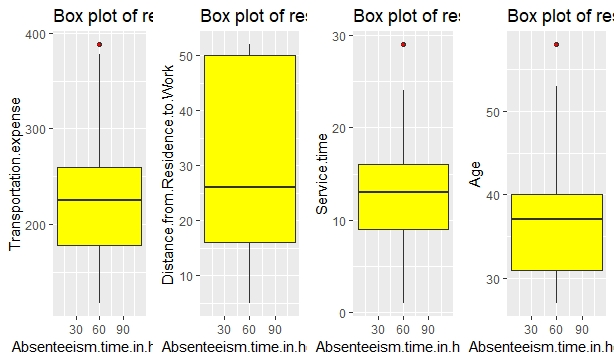 Box plot of re
Transportation.expense
400
300
200
30 60 90
Absenteeism.time.in.h
Box plot of res
Distance.from.Residence.to.Work
50
40
30
20
10
30 60 90
Absenteeism.time.in.h
Box plot of res
Service.time
30
20
10
0
30 60 90
Absenteeism.time.in.h
Box plot of res
Age
50
40
30
30 60 90
Absenteeism.time.in.h